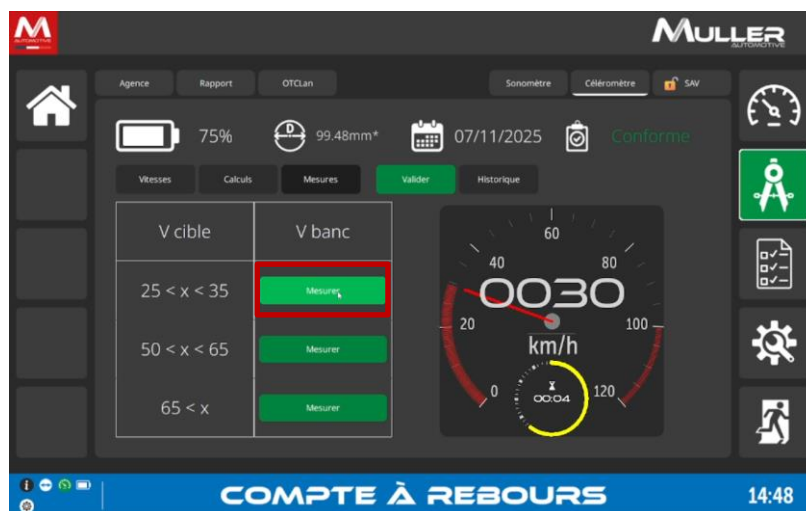 M
AUTOMOTIVE
MULLER
AUTOMOTIVE
Agence Rapport OTCLan Sonomètre Céléromètre SAV
75% D 99.48mm* 07/11/2025 Conforme
Vitesses Calculs Mesures Valider Historique
V cible V banc
25 < x < 35 Mesurer
50 < x < 65 Mesurer
65 < x Mesurer
60
40 80
0030
20 100
km/h
0 120
00:04
COMPTE À REBOURS 14:48